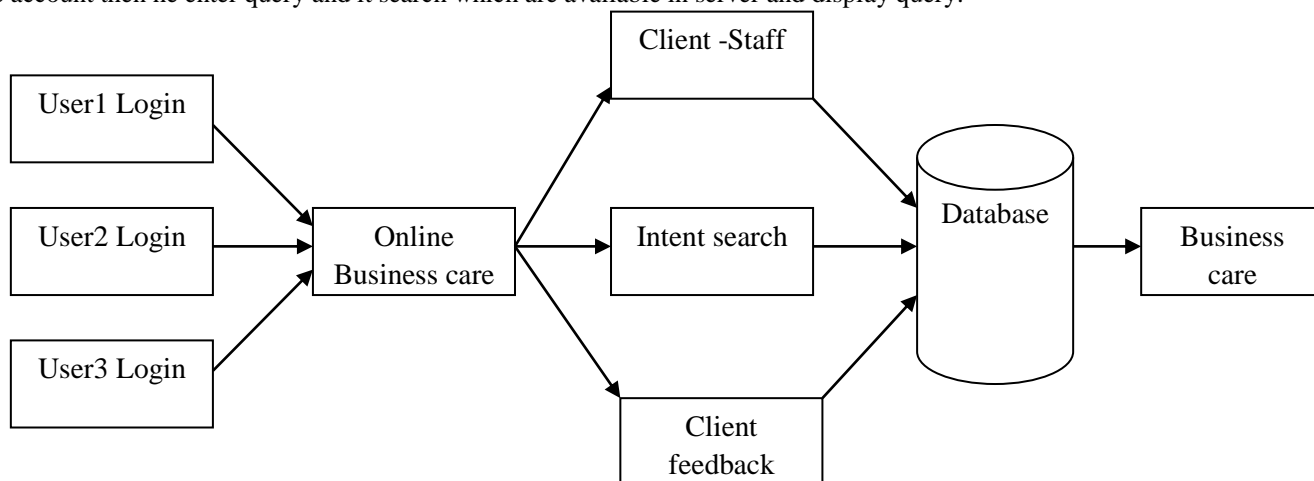 account then he enter query and it search which are available in server and display query.
Client -Staff
User1 Login
User2 Login
Online
Business care
Intent search
Database
Business
care
User3 Login
Client
feedback